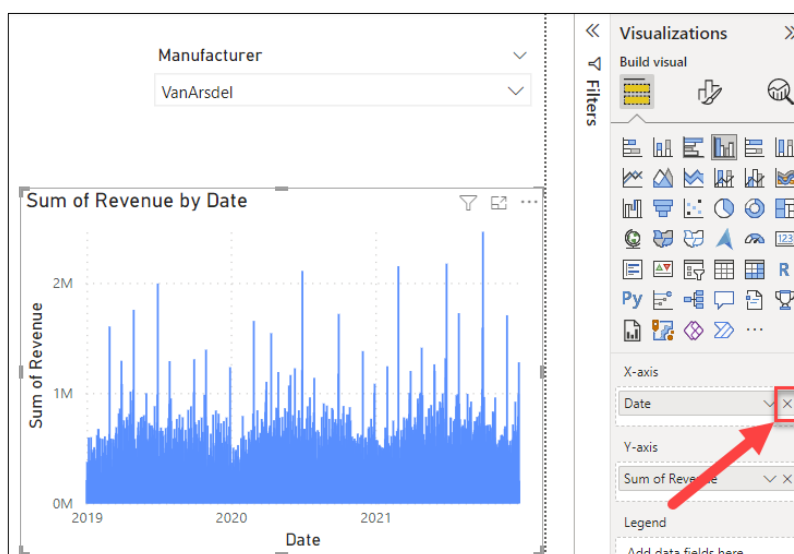 Manufacturer
VanArsdel
Sum of Revenue by Date
Sum of Revenue
2M
1M
0M
2019
2020
2021
Date
Filters
Visualizations
Build visual
123
R
Py
X-axis
Date
Y-axis
Sum of Revenue
Legend
Add data fields here